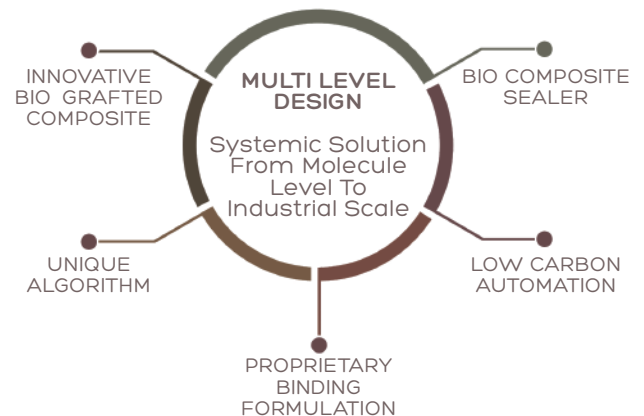 MULTI LEVEL
DESIGN
Systemic Solution
From Molecule
Level To
Industrial Scale
INNOVATIVE
BIO GRAFTED
COMPOSITE
BIO COMPOSITE
SEALER
UNIQUE
ALGORITHM
LOW CARBON
AUTOMATION
PROPRIETARY
BINDING
FORMULATION